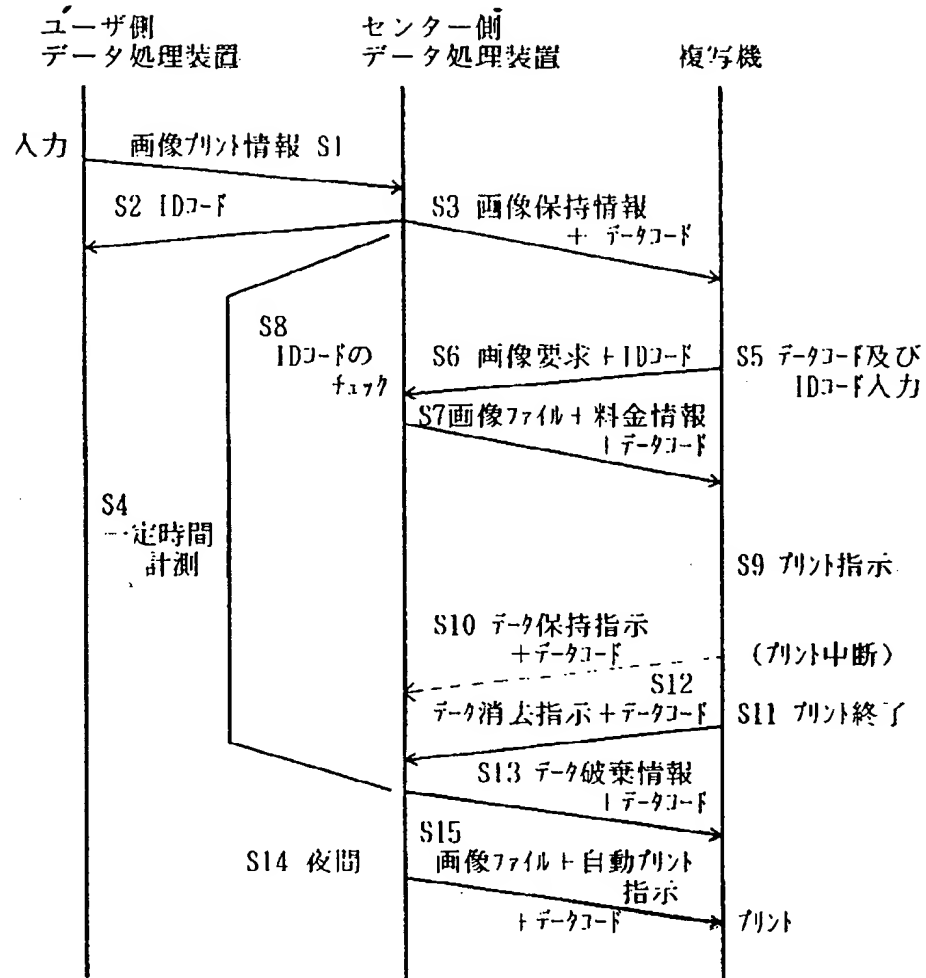 ユーザ側
データ処理装置
センター側
データ処理装置
複写機
入力
画像プリント情報 S1
S2 IDコード
S3 画像保持情報
+ データコード
S8
IDコードの
チェック
S6 画像要求+IDコード
S5 データコード及び
IDコード入力
S7画像ファイル+料金情報
+データコード
S4
一定時間
計測
S9 プリント指示
S10 データ保持指示
+データコード
(プリント中断)
S12
データ消去指示+データコード
S11 プリント終了
S13 データ破棄情報
+データコード
S14 夜間
S15
画像ファイル+自動プリント
指示
+データコード
プリント